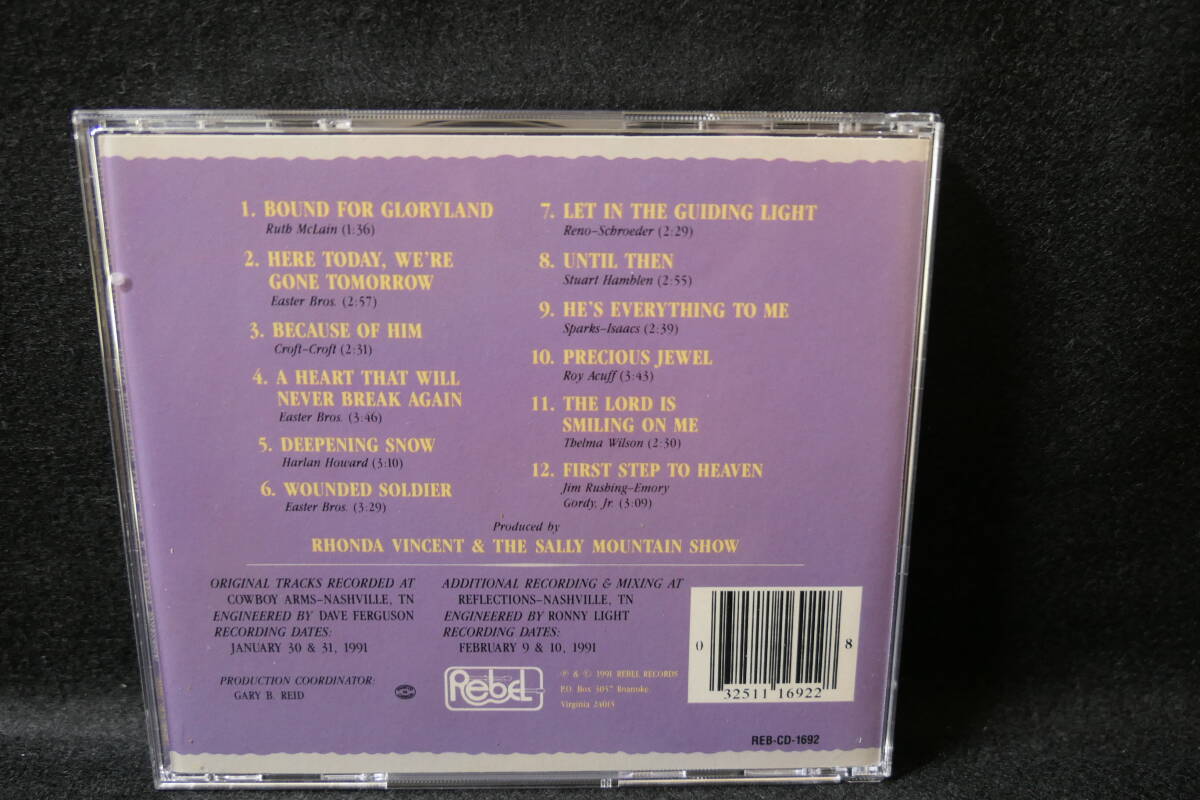 1. BOUND FOR GLORYLAND
Ruth McLain (1:36)
2. HERE TODAY, WE'RE
GONE TOMORROW
Easter Bros. (2:57)
3. BECAUSE OF HIM
Croft-Croft (2:31)
4. A HEART THAT WILL
NEVER BREAK AGAIN
Easter Bros. (3:46)
5. DEEPENING SNOW
Harlan Howard (3:10)
6. WOUNDED SOLDIER
Easter Bros. (3:29)
7. LET IN THE GUIDING LIGHT
Reno-Schroeder (2:29)
8. UNTIL THEN
Stuart Hamblen (2:55)
9. HE'S EVERYTHING TO ME
Sparks-Isaacs (2:39)
10. PRECIOUS JEWEL
Roy Acuff (3:43)
11. THE LORD IS
SMILING ON ME
Thelma Wilson (2:30)
12. FIRST STEP TO HEAVEN
Jim Rushing-Emory
Gordy, Jr. (3:09)
Produced by
RHONDA VINCENT & THE SALLY MOUNTAIN SHOW
ORIGINAL TRACKS RECORDED AT
COWBOY ARMS-NASHVILLE, TN
ENGINEERED BY DAVE FERGUSON
RECORDING DATES:
JANUARY 30 & 31, 1991
PRODUCTION COORDINATOR:
GARY B. REID
ADDITIONAL RECORDING & MIXING AT
REFLECTIONS-NASHVILLE, TN
ENGINEERED BY RONNY LIGHT
RECORDING DATES:
FEBRUARY 9 & 10, 1991
Rebel
℗ & © 1991 REBEL RECORDS
P.O. Box 3057 Roanoke,
Virginia 24015
0 32511 16922 8
REB-CD-1692